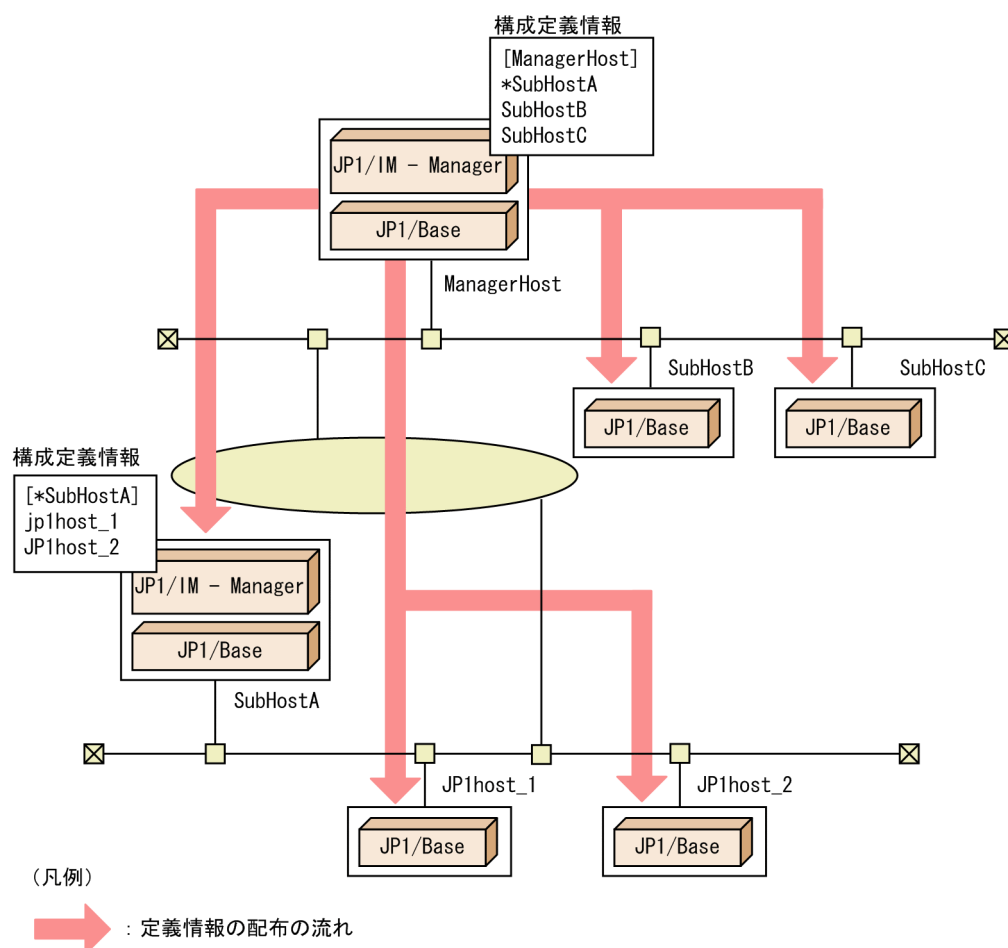 構成定義情報
[ManagerHost]
*SubHostA
SubHostB
SubHostC
JP1/IM - Manager
JP1/Base
ManagerHost
SubHostB
SubHostC
JP1/Base
JP1/Base
構成定義情報
[*SubHostA]
jp1host_1
JP1host_2
JP1/IM - Manager
JP1/Base
SubHostA
JP1host_1
JP1host_2
JP1/Base
JP1/Base
(凡例)
：定義情報の配布の流れ